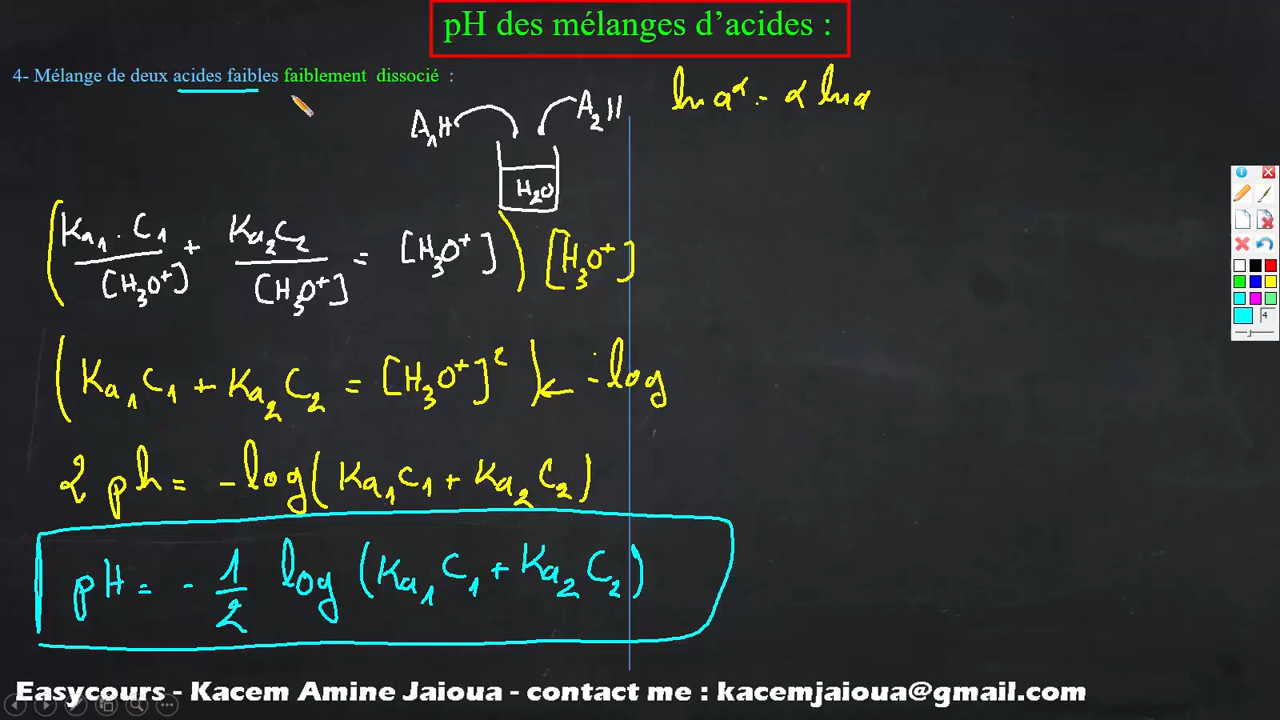 pH des mélanges d’acides :
4- Mélange de deux acides faibles faiblement dissocié :
ln a^α = α ln a
A₁H A₂H
H₂O
(Ka₁ . C₁ / [H₃O⁺] + Ka₂C₂ / [H₃O⁺] = [H₃O⁺]) [H₃O⁺]
(Ka₁C₁ + Ka₂C₂ = [H₃O⁺]²) ← -log
2 ph = -log(Ka₁C₁ + Ka₂C₂)
pH = - 1/2 log (Ka₁C₁ + Ka₂C₂)
4
Easycours - Kacem Amine Jaioua - contact me : kacemjaioua@gmail.com